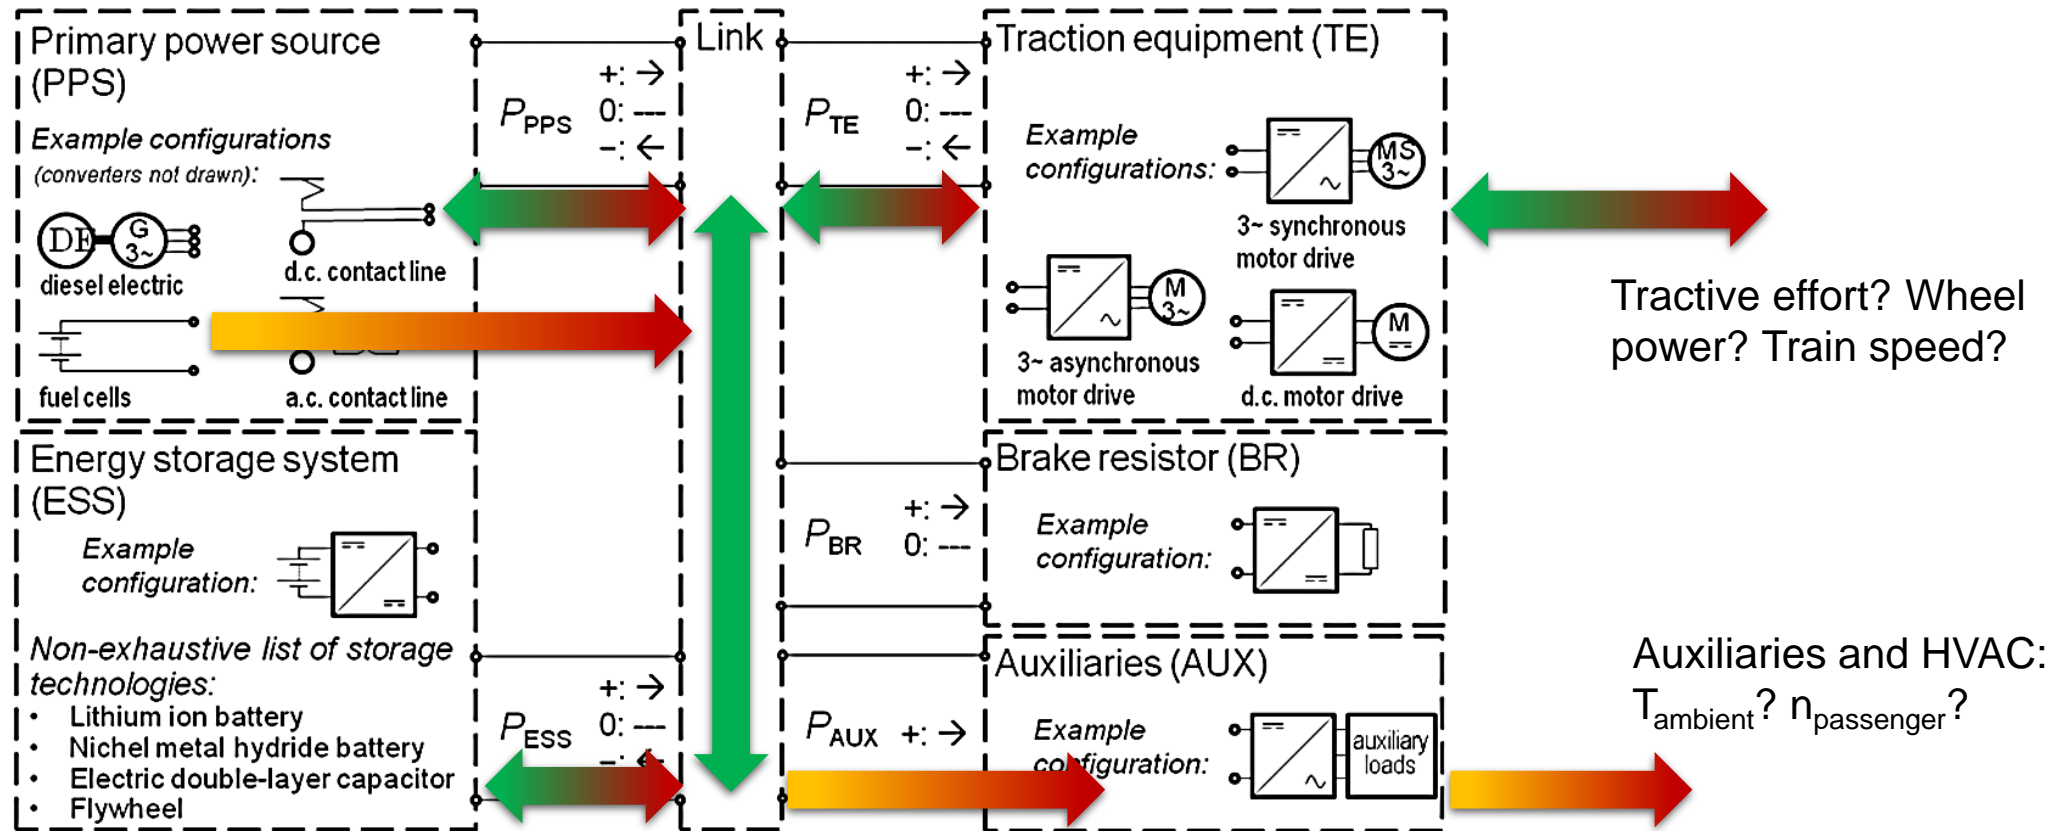 Primary power source
(PPS)
Example configurations
(converters not drawn):
DE
G
3~
diesel electric
d.c. contact line
fuel cells
a.c. contact line
P_PPS
+: →
0: ---
−: ←
Link
P_TE
+: →
0: ---
−: ←
Traction equipment (TE)
Example
configurations:
MS
3~
3~ synchronous
motor drive
M
3~
3~ asynchronous
motor drive
M
d.c. motor drive
Tractive effort? Wheel
power? Train speed?
Energy storage system
(ESS)
Example
configuration:
Non-exhaustive list of storage
technologies:
• Lithium ion battery
• Nichel metal hydride battery
• Electric double-layer capacitor
• Flywheel
P_ESS
+: →
0: ---
−: ←
Brake resistor (BR)
P_BR
+: →
0: ---
Example
configuration:
Auxiliaries (AUX)
P_AUX +: →
Example
configuration:
auxiliary
loads
Auxiliaries and HVAC:
T_ambient? n_passenger?